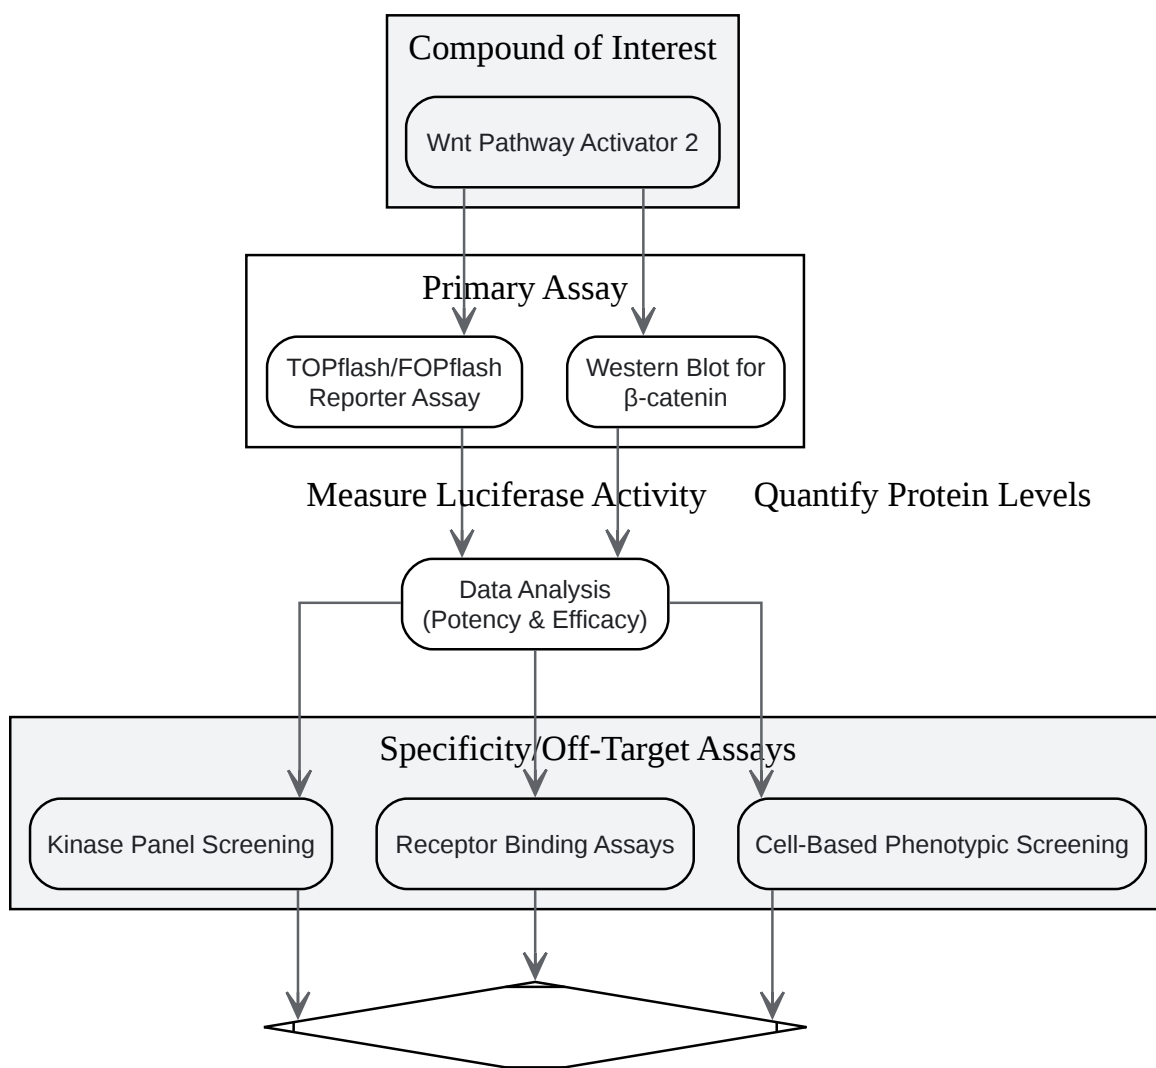 Compound of Interest
Wnt Pathway Activator 2
Primary Assay
TOPflash/FOPflash
Reporter Assay
Western Blot for
β-catenin
Measure Luciferase Activity
Quantify Protein Levels
Data Analysis
(Potency & Efficacy)
Specificity/Off-Target Assays
Kinase Panel Screening
Receptor Binding Assays
Cell-Based Phenotypic Screening